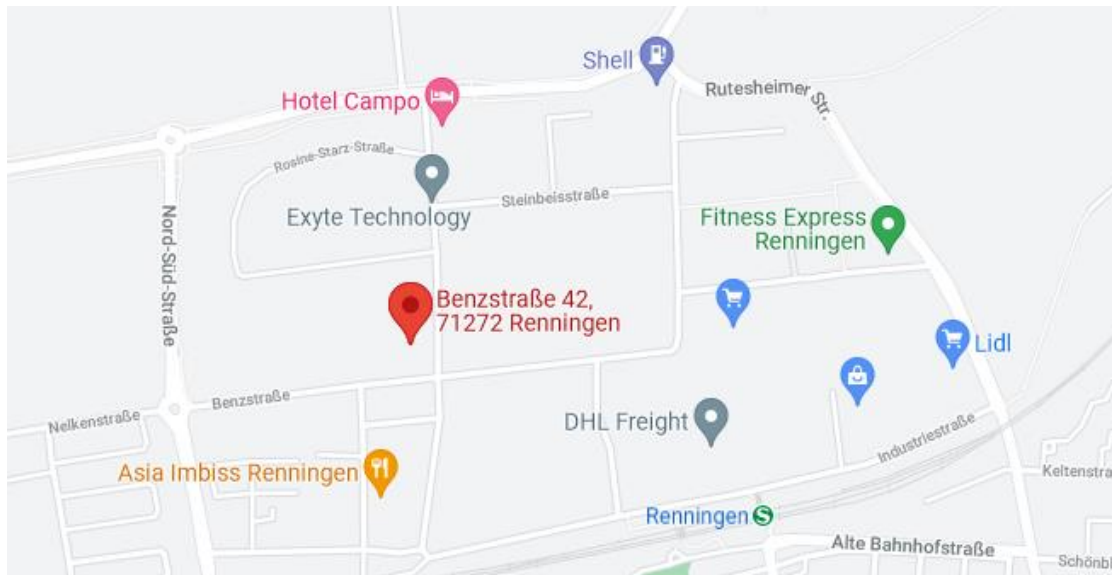 Shell
Rutesheimer Str.
Hotel Campo
Rosine-Starz-Straße
Exyte Technology
Steinbeisstraße
Fitness Express
Renningen
Nord-Süd-Straße
Benzstraße 42,
71272 Renningen
Lidl
Benzstraße
Nelkenstraße
DHL Freight
Industriestraße
Asia Imbiss Renningen
Keltenstra
Renningen S
Alte Bahnhofstraße
Schönbl